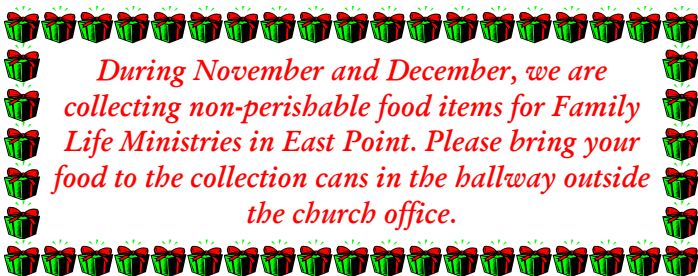 During November and December, we are
collecting non-perishable food items for Family
Life Ministries in East Point. Please bring your
food to the collection cans in the hallway outside
the church office.